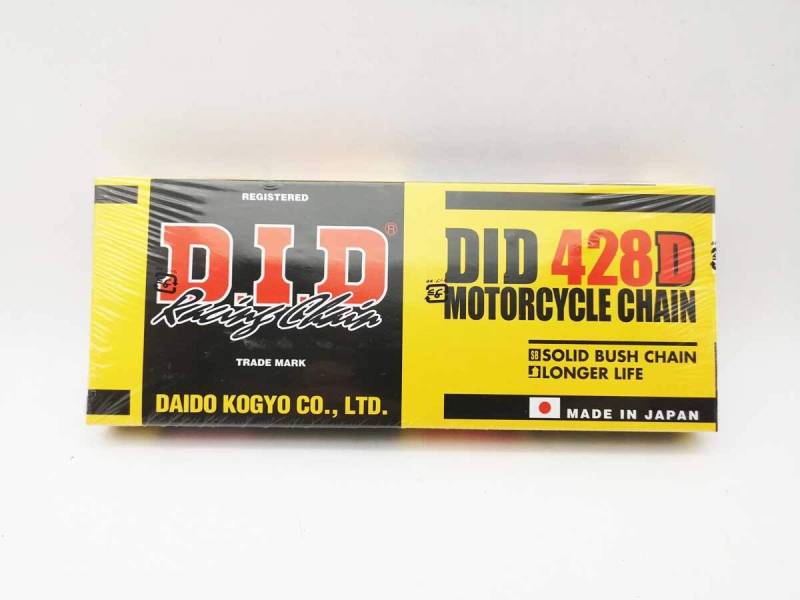 REGISTERED
D.I.D®
Racing Chain
TRADE MARK
DAIDO KOGYO CO., LTD.
DID 428D
MOTORCYCLE CHAIN
SB SOLID BUSH CHAIN
LONGER LIFE
MADE IN JAPAN